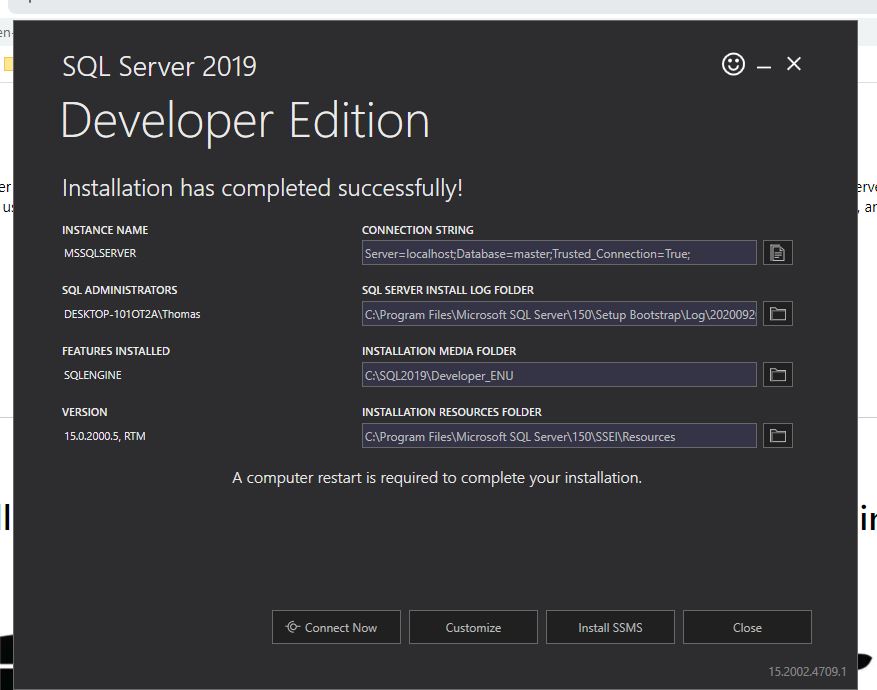 SQL Server 2019
Developer Edition
Installation has completed successfully!
INSTANCE NAME
MSSQLSERVER
CONNECTION STRING
Server=localhost;Database=master;Trusted_Connection=True;
SQL ADMINISTRATORS
DESKTOP-101OT2A\Thomas
SQL SERVER INSTALL LOG FOLDER
C:\Program Files\Microsoft SQL Server\150\Setup Bootstrap\Log\2020092
FEATURES INSTALLED
SQLENGINE
INSTALLATION MEDIA FOLDER
C:\SQL2019\Developer_ENU
VERSION
15.0.2000.5, RTM
INSTALLATION RESOURCES FOLDER
C:\Program Files\Microsoft SQL Server\150\SSEI\Resources
A computer restart is required to complete your installation.
Connect Now
Customize
Install SSMS
Close
15.2002.4709.1